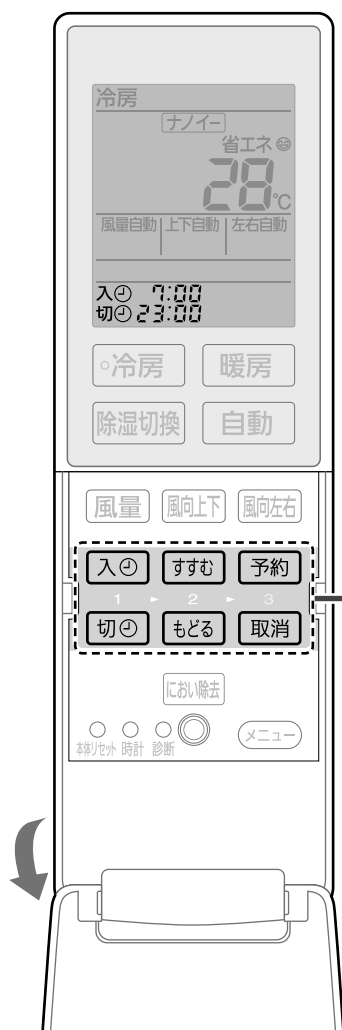 冷房
ナノイー
省エネ
28℃
風量自動 上下自動 左右自動
入 7:00
切 23:00
冷房 暖房
除湿切換 自動
風量 風向上下 風向左右
入 すすむ 予約
1 ► 2 ► 3
切 もどる 取消
におい除去
本体リセット 時計 診断 メニュー